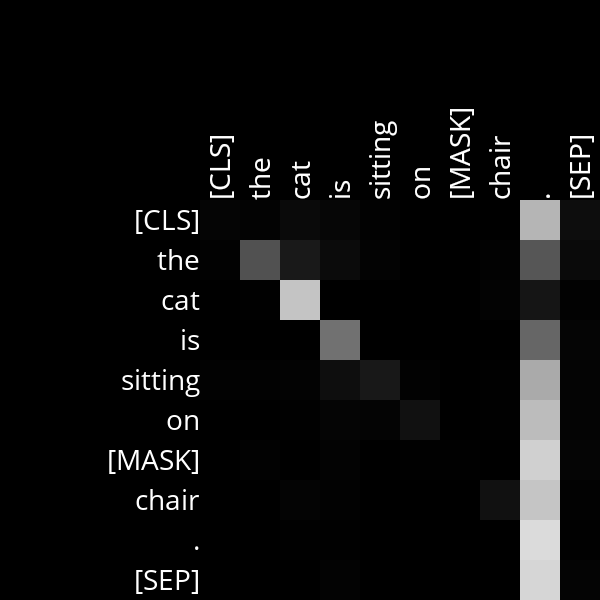 [CLS] the cat is sitting on [MASK] chair . [SEP]
[CLS]
the
cat
is
sitting
on
[MASK]
chair
.
[SEP]